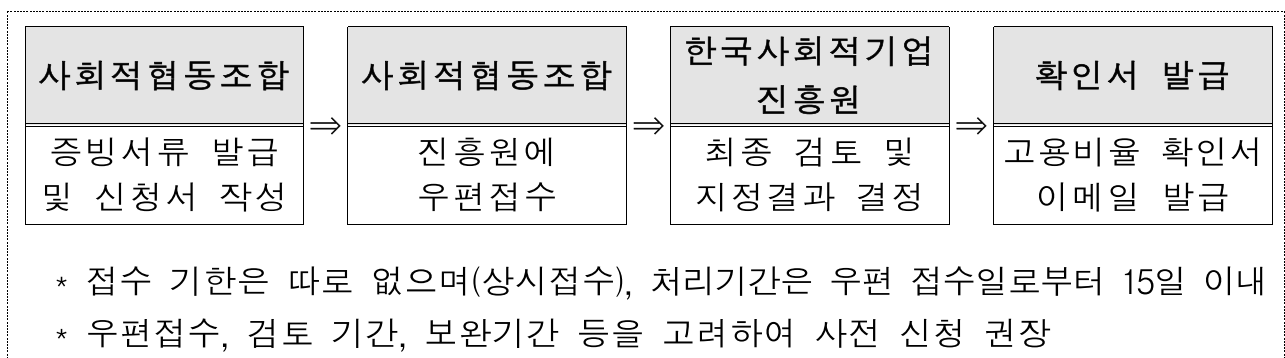 사회적협동조합
증빙서류 발급
및 신청서 작성
⇒
사회적협동조합
진흥원에
우편접수
⇒
한국사회적기업
진흥원
최종 검토 및
지정결과 결정
⇒
확인서 발급
고용비율 확인서
이메일 발급
* 접수 기한은 따로 없으며(상시접수), 처리기간은 우편 접수일로부터 15일 이내
* 우편접수, 검토 기간, 보완기간 등을 고려하여 사전 신청 권장